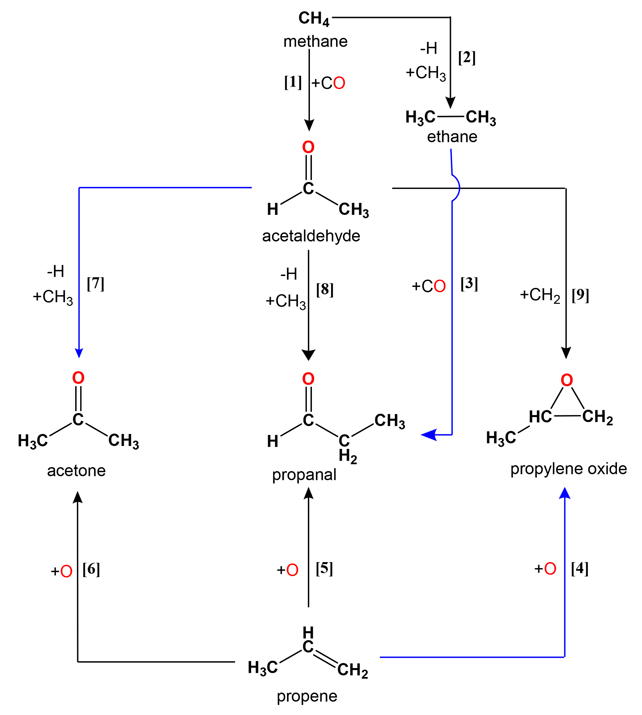 CH4
methane
-H
[2]
+CH3
[1] +CO
H3C CH3
ethane
O
C
H CH3
acetaldehyde
-H
+CH3
[7]
-H
+CH3
[8]
+CO
[3]
+CH2
[9]
O
C
H3C CH3
acetone
O
C
H C
H2
CH3
propanal
O
HC CH2
H3C
propylene oxide
+O [6]
+O [5]
+O [4]
H
C
H3C CH2
propene